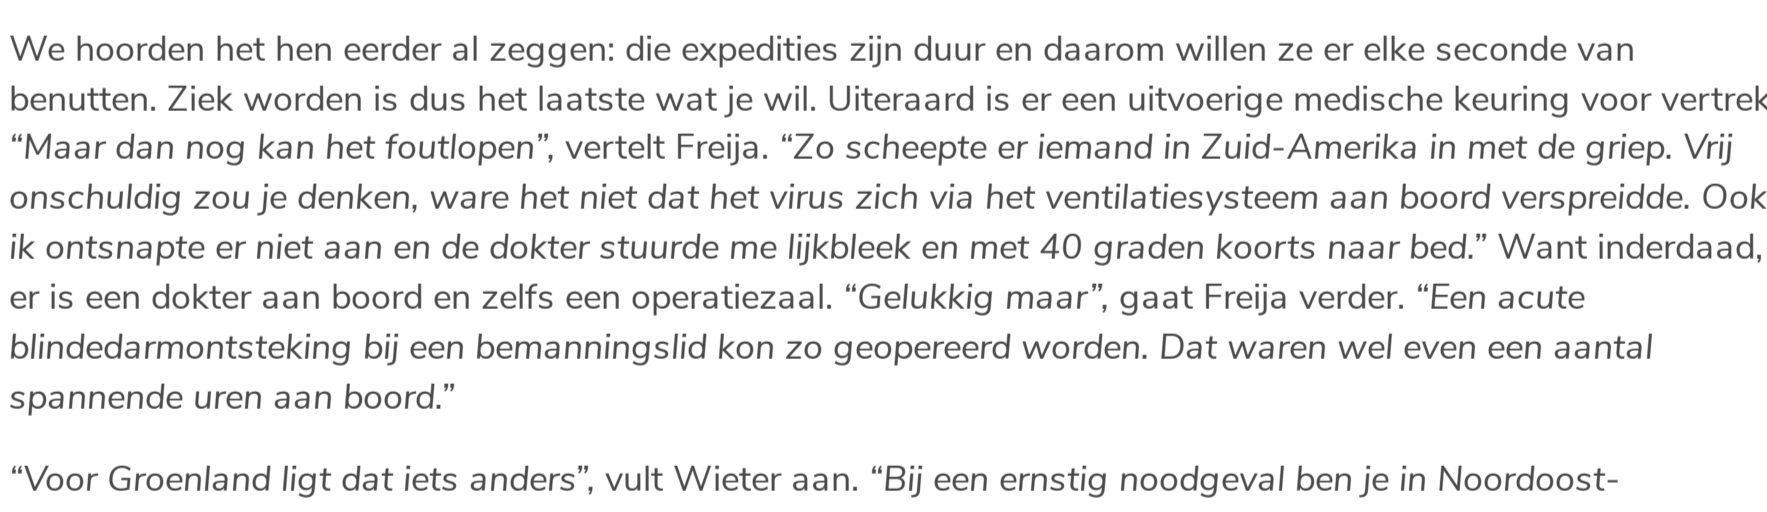 We hoorden het hen eerder al zeggen: die expedities zijn duur en daarom willen ze er elke seconde van
benutten. Ziek worden is dus het laatste wat je wil. Uiteraard is er een uitvoerige medische keuring voor vertrek
“Maar dan nog kan het foutlopen”, vertelt Freija. “Zo scheepte er iemand in Zuid-Amerika in met de griep. Vrij
onschuldig zou je denken, ware het niet dat het virus zich via het ventilatiesysteem aan boord verspreidde. Ook
ik ontsnapte er niet aan en de dokter stuurde me lijkbleek en met 40 graden koorts naar bed.” Want inderdaad,
er is een dokter aan boord en zelfs een operatiezaal. “Gelukkig maar”, gaat Freija verder. “Een acute
blindedarmontsteking bij een bemanningslid kon zo geopereerd worden. Dat waren wel even een aantal
spannende uren aan boord.”
“Voor Groenland ligt dat iets anders”, vult Wieter aan. “Bij een ernstig noodgeval ben je in Noordoost-